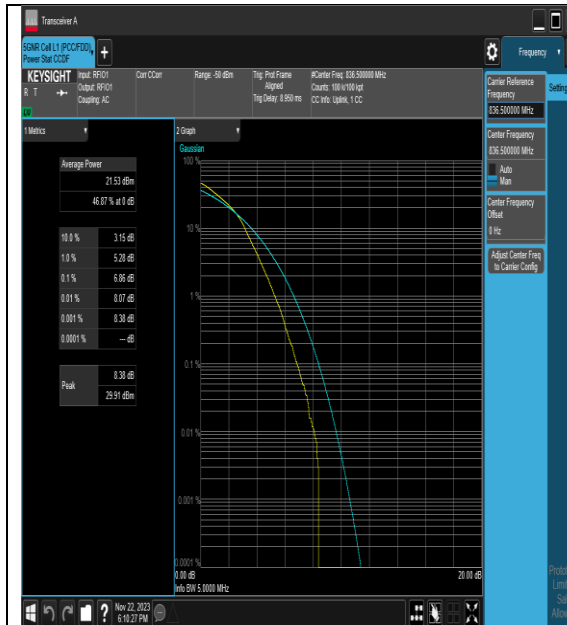 Transceiver A
5GNR Cell L1 (PCC/FDD)
Power Stat CCDF
Frequency
KEYSIGHT
R T
LV
Input: RFIO1
Output: RFIO1
Coupling: AC
Corr CCorr
Range: -50 dBm
Trig: Prot Frame
Aligned
Trig Delay: 8.950 ms
#Center Freq: 836.500000 MHz
Counts: 100 k/100 kpt
CC Info: Uplink, 1 CC
Carrier Reference
Frequency
836.500000 MHz
Setting
Center Frequency
836.500000 MHz
Auto
Man
Center Frequency
Offset
0 Hz
Adjust Center Freq
to Carrier Config
1 Metrics
Average Power
21.53 dBm
46.87 % at 0 dB
10.0 % 3.15 dB
1.0 % 5.28 dB
0.1 % 6.86 dB
0.01 % 8.07 dB
0.001 % 8.38 dB
0.0001 % --- dB
Peak
8.38 dB
29.91 dBm
2 Graph
Gaussian
100 %
10 %
1 %
0.1 %
0.01 %
0.001 %
0.0001 %
0.00 dB
20.00 dB
Info BW 5.0000 MHz
Nov 22, 2023
6:10:27 PM